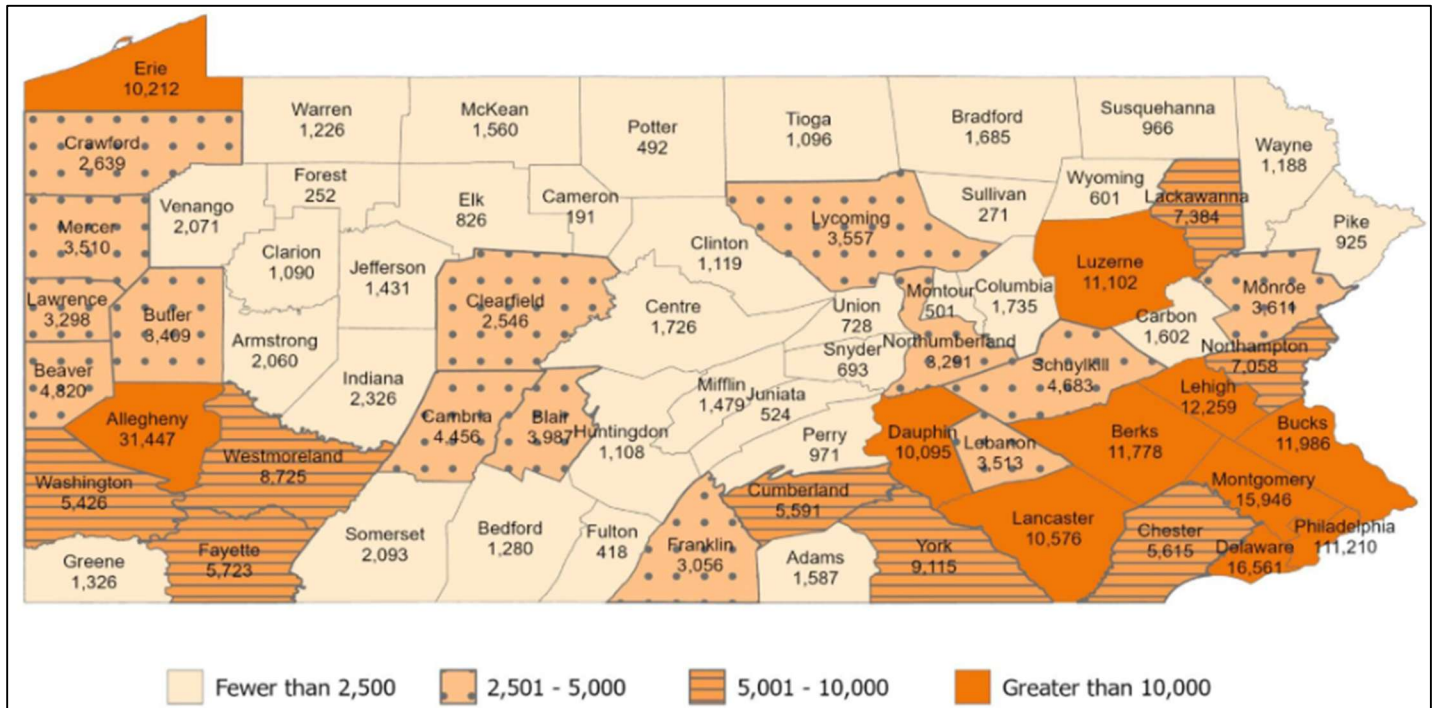 Erie
10,212
Warren
1,226
McKean
1,560
Potter
492
Tioga
1,096
Bradford
1,685
Susquehanna
966
Wayne
1,188
Crawford
2,639
Forest
252
Venango
2,071
Elk
826
Cameron
191
Wyoming
601
Lackawanna
7,384
Sullivan
271
Lycoming
3,557
Pike
925
Mercer
3,510
Clarion
1,090
Jefferson
1,431
Clinton
1,119
Luzerne
11,102
Lawrence
3,298
Butler
3,409
Clearfield
2,546
Centre
1,726
Union
728
Montour
501
Columbia
1,735
Monroe
3,611
Carbon
1,602
Armstrong
2,060
Snyder
693
Northumberland
3,291
Northampton
7,058
Beaver
4,820
Indiana
2,326
Schuylkill
4,683
Lehigh
12,259
Mifflin
1,479
Juniata
524
Allegheny
31,447
Cambria
4,456
Blair
3,987
Huntingdon
1,108
Perry
971
Dauphin
10,095
Lebanon
3,513
Berks
11,778
Bucks
11,986
Westmoreland
8,725
Washington
5,426
Cumberland
5,591
Montgomery
15,946
Lancaster
10,576
Chester
5,615
Philadelphia
111,210
Somerset
2,093
Bedford
1,280
Fulton
418
Franklin
3,056
Adams
1,587
York
9,115
Delaware
16,561
Greene
1,326
Fayette
5,723
Fewer than 2,500
2,501 - 5,000
5,001 - 10,000
Greater than 10,000